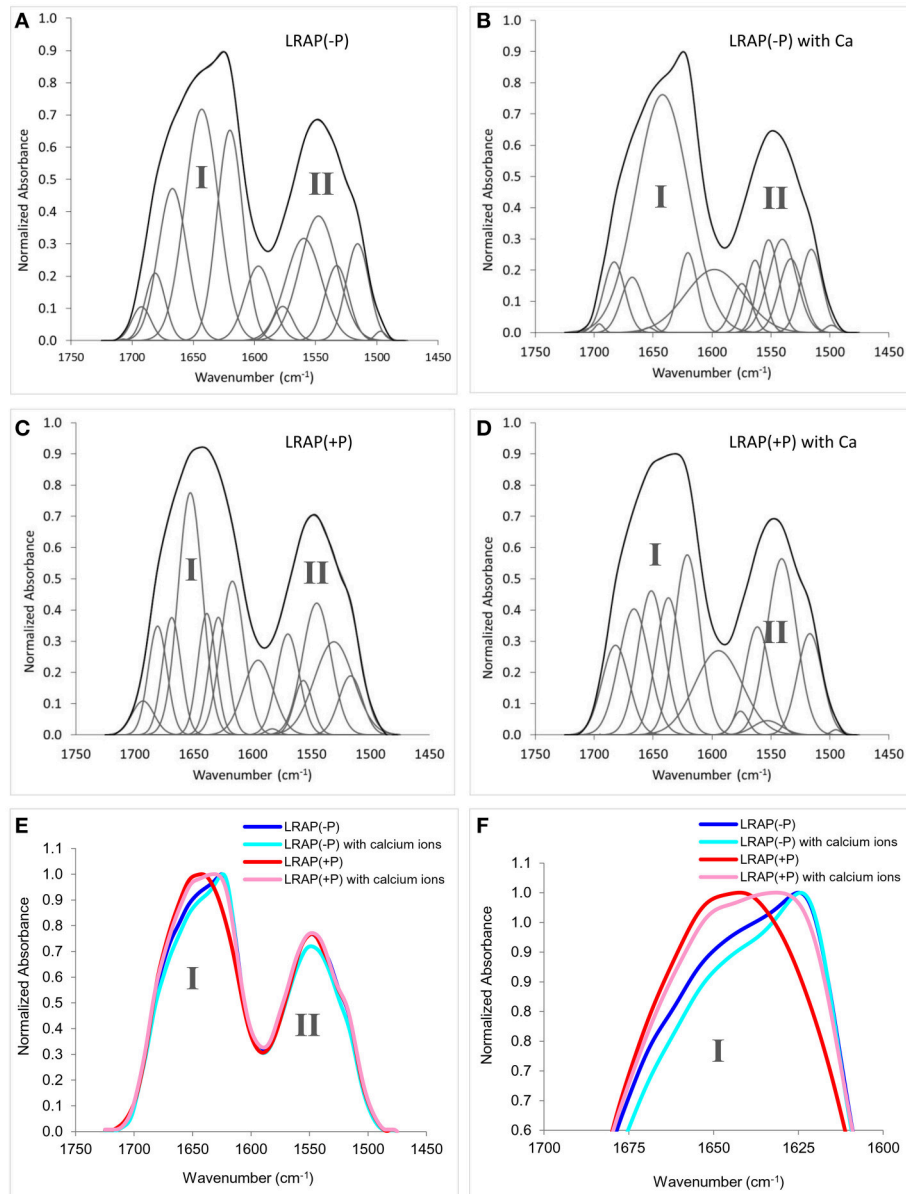 A
LRAP(-P)
1.0
0.9
0.8
0.7
0.6
0.5
0.4
0.3
0.2
0.1
0.0
Normalized Absorbance
I
II
1750 1700 1650 1600 1550 1500 1450
Wavenumber (cm⁻¹)
B
LRAP(-P) with Ca
1.0
0.9
0.8
0.7
0.6
0.5
0.4
0.3
0.2
0.1
0.0
Normalized Absorbance
I
II
1750 1700 1650 1600 1550 1500 1450
Wavenumber (cm⁻¹)
C
LRAP(+P)
1.0
0.9
0.8
0.7
0.6
0.5
0.4
0.3
0.2
0.1
0.0
Normalized Absorbance
I
II
1750 1700 1650 1600 1550 1500 1450
Wavenumber (cm⁻¹)
D
LRAP(+P) with Ca
1.0
0.9
0.8
0.7
0.6
0.5
0.4
0.3
0.2
0.1
0.0
Normalized Absorbance
I
II
1750 1700 1650 1600 1550 1500 1450
Wavenumber (cm⁻¹)
E
LRAP(-P)
LRAP(-P) with calcium ions
LRAP(+P)
LRAP(+P) with calcium ions
1.1
1.0
0.9
0.8
0.7
0.6
0.5
0.4
0.3
0.2
0.1
0.0
Normalized Absorbance
I
II
1750 1700 1650 1600 1550 1500 1450
Wavenumber (cm⁻¹)
F
LRAP(-P)
LRAP(-P) with calcium ions
LRAP(+P)
LRAP(+P) with calcium ions
1.1
1.0
1.0
0.9
0.9
0.8
0.8
0.7
0.7
0.6
Normalized Absorbance
I
1700 1675 1650 1625 1600
Wavenumber (cm⁻¹)